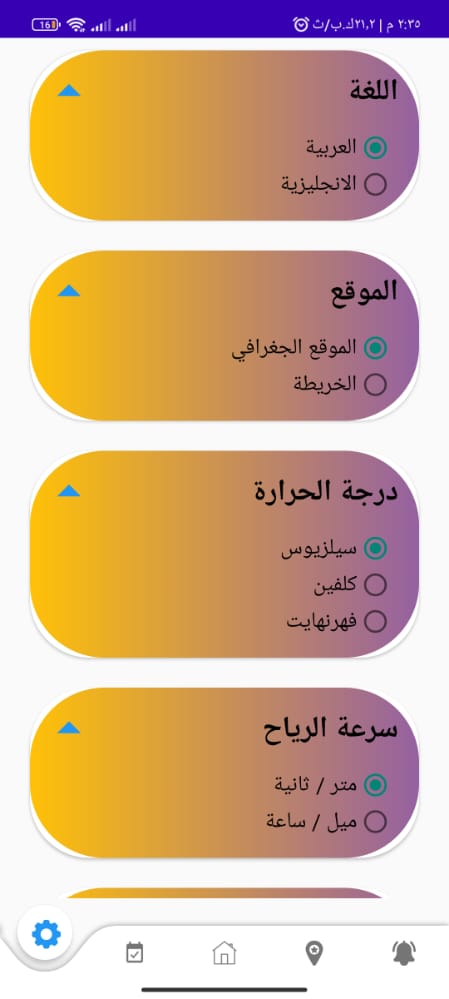 ٢:٣٥ م | ٢١,٢ك.ب/ث
16
اللغة
العربية
الانجليزية
الموقع
الموقع الجغرافي
الخريطة
درجة الحرارة
سيلزيوس
كلفين
فهرنهايت
سرعة الرياح
متر / ثانية
ميل / ساعة